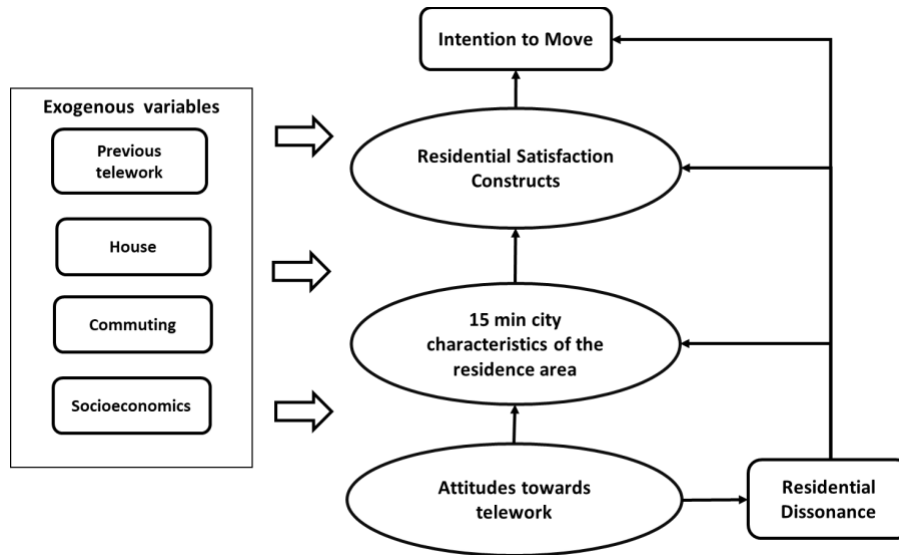 Intention to Move
Exogenous variables
Previous
telework
House
Commuting
Socioeconomics
Residential Satisfaction
Constructs
15 min city
characteristics of the
residence area
Attitudes towards
telework
Residential
Dissonance